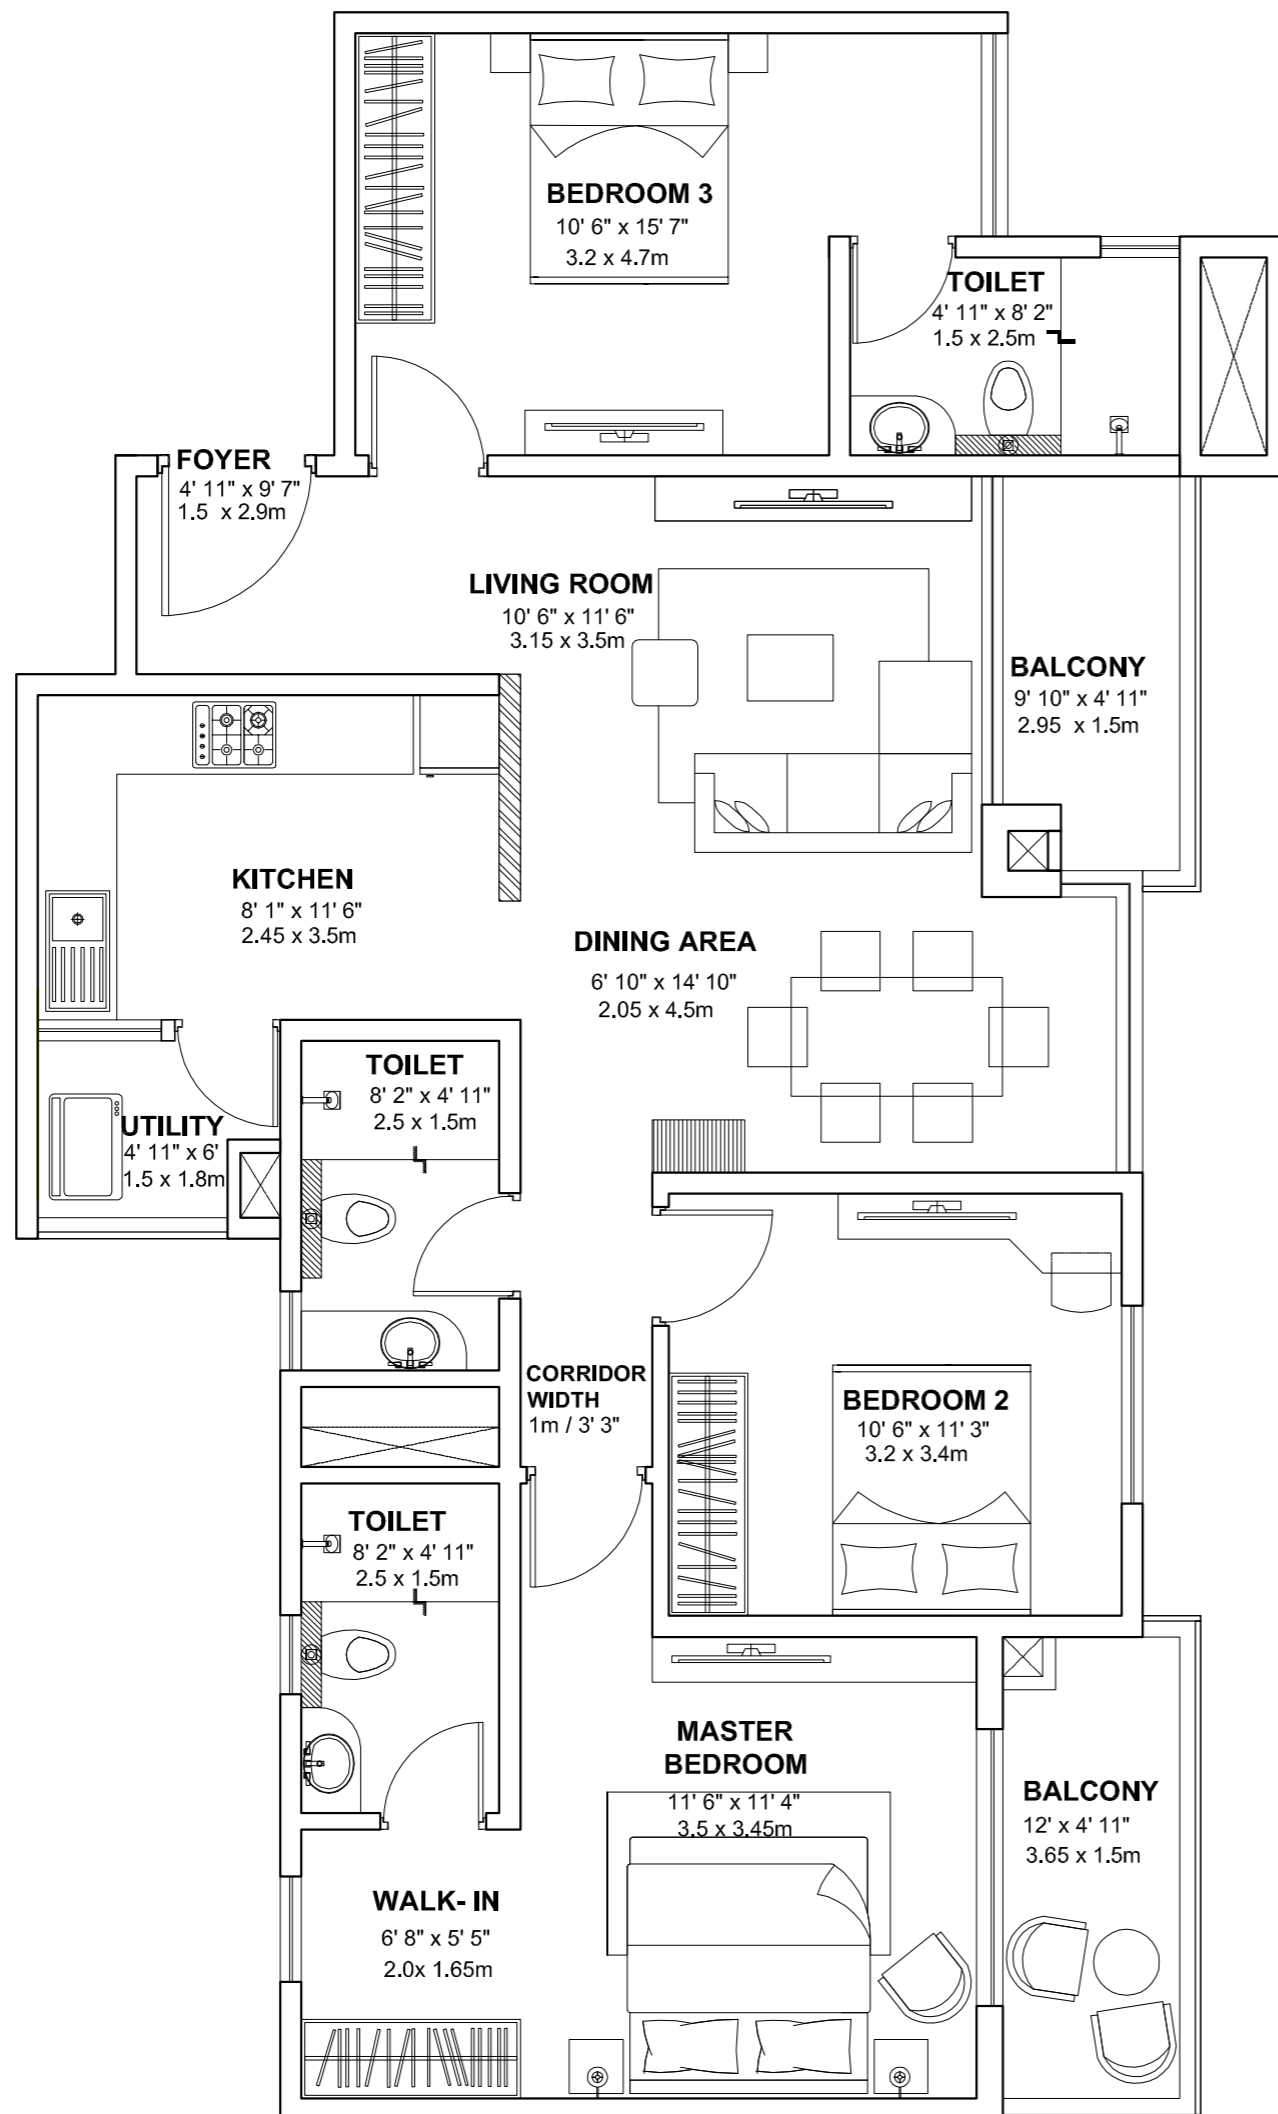 BEDROOM 3
10' 6" x 15' 7"
3.2 x 4.7m
TOILET
4' 11" x 8' 2"
1.5 x 2.5m
FOYER
4' 11" x 9' 7"
1.5 x 2.9m
LIVING ROOM
10' 6" x 11' 6"
3.15 x 3.5m
BALCONY
9' 10" x 4' 11"
2.95 x 1.5m
KITCHEN
8' 1" x 11' 6"
2.45 x 3.5m
DINING AREA
6' 10" x 14' 10"
2.05 x 4.5m
TOILET
8' 2" x 4' 11"
2.5 x 1.5m
UTILITY
4' 11" x 6'
1.5 x 1.8m
CORRIDOR
WIDTH
1m / 3' 3"
BEDROOM 2
10' 6" x 11' 3"
3.2 x 3.4m
TOILET
8' 2" x 4' 11"
2.5 x 1.5m
MASTER
BEDROOM
11' 6" x 11' 4"
3.5 x 3.45m
BALCONY
12' x 4' 11"
3.65 x 1.5m
WALK- IN
6' 8" x 5' 5"
2.0x 1.65m